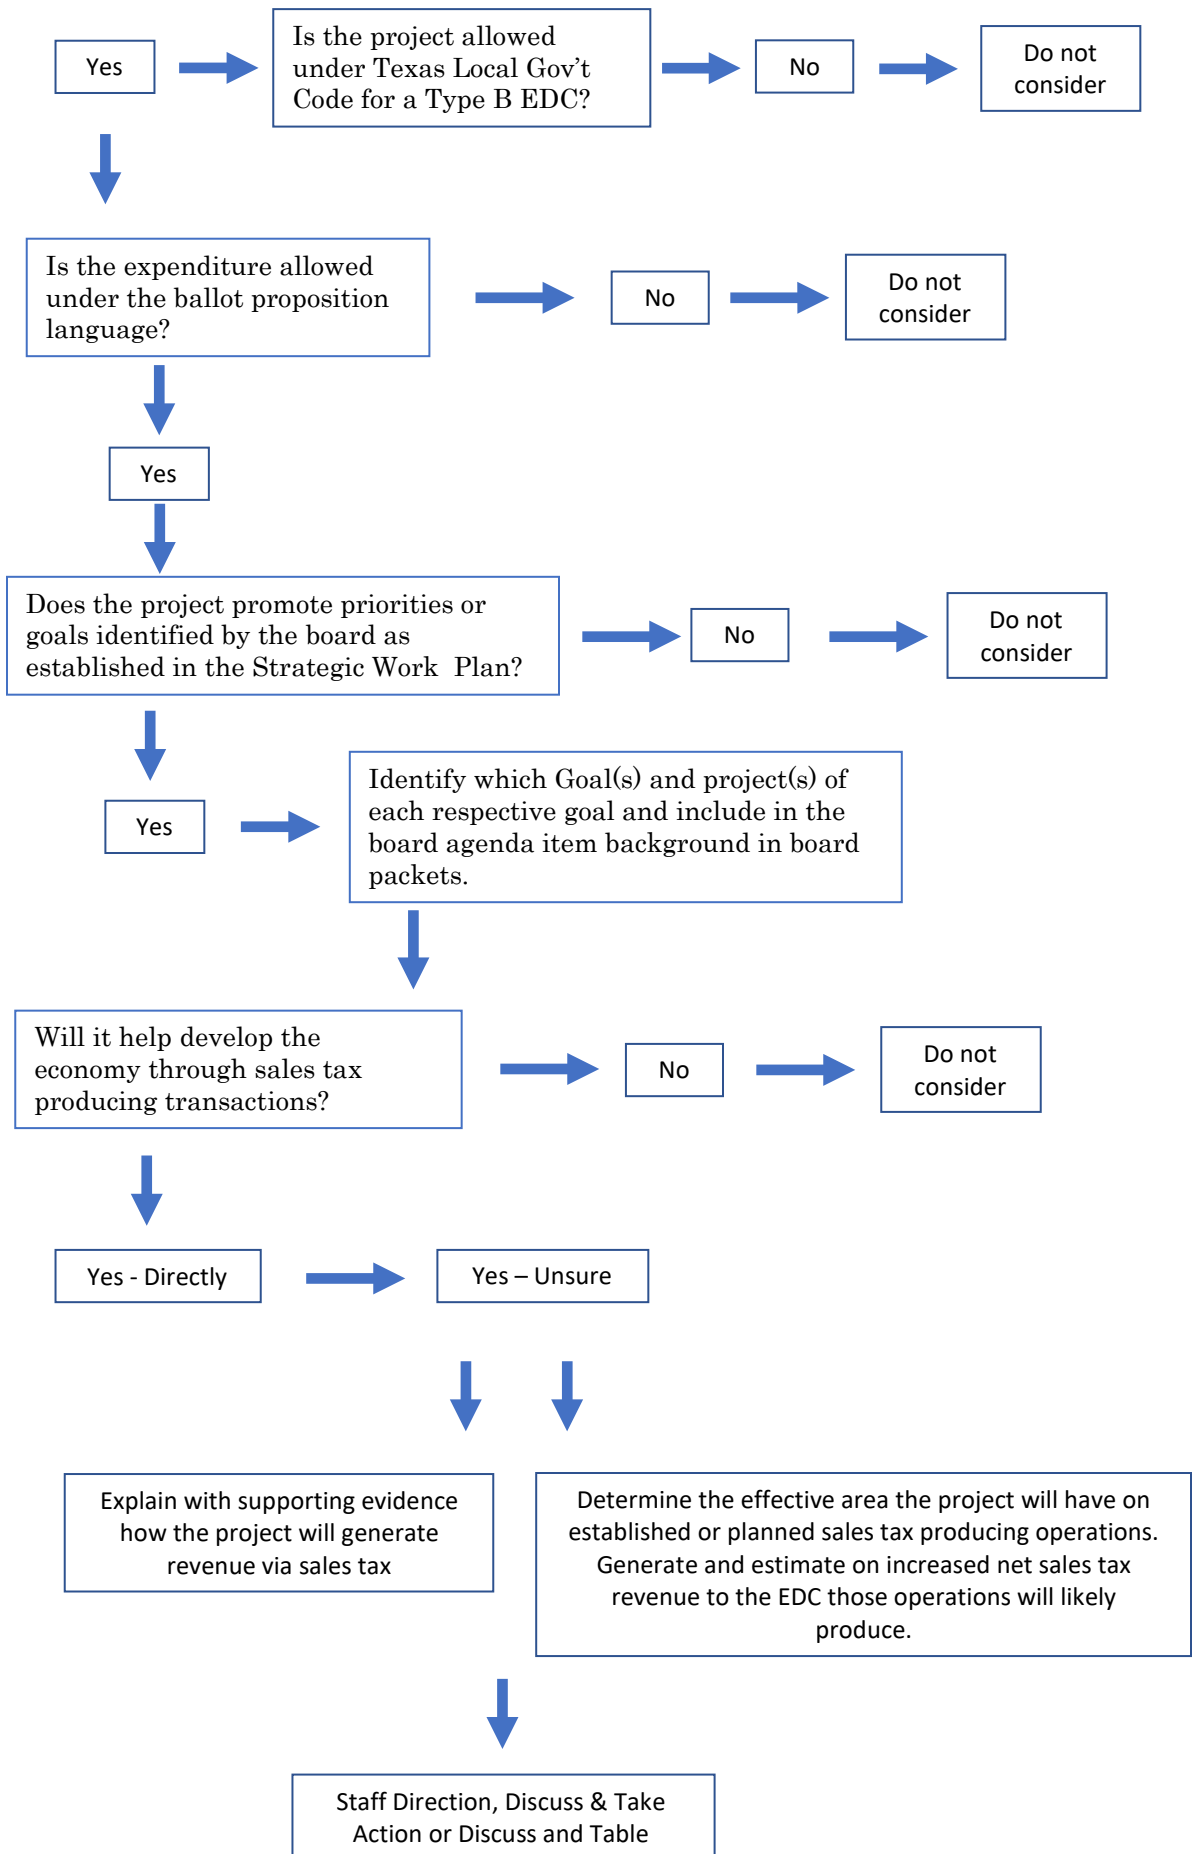 Yes
Is the project allowed
under Texas Local Gov’t
Code for a Type B EDC?
No
Do not
consider
Is the expenditure allowed
under the ballot proposition
language?
No
Do not
consider
Yes
Does the project promote priorities or
goals identified by the board as
established in the Strategic Work Plan?
No
Do not
consider
Yes
Identify which Goal(s) and project(s) of
each respective goal and include in the
board agenda item background in board
packets.
Will it help develop the
economy through sales tax
producing transactions?
No
Do not
consider
Yes - Directly
Yes – Unsure
Explain with supporting evidence
how the project will generate
revenue via sales tax
Determine the effective area the project will have on
established or planned sales tax producing operations.
Generate and estimate on increased net sales tax
revenue to the EDC those operations will likely
produce.
Staff Direction, Discuss & Take
Action or Discuss and Table